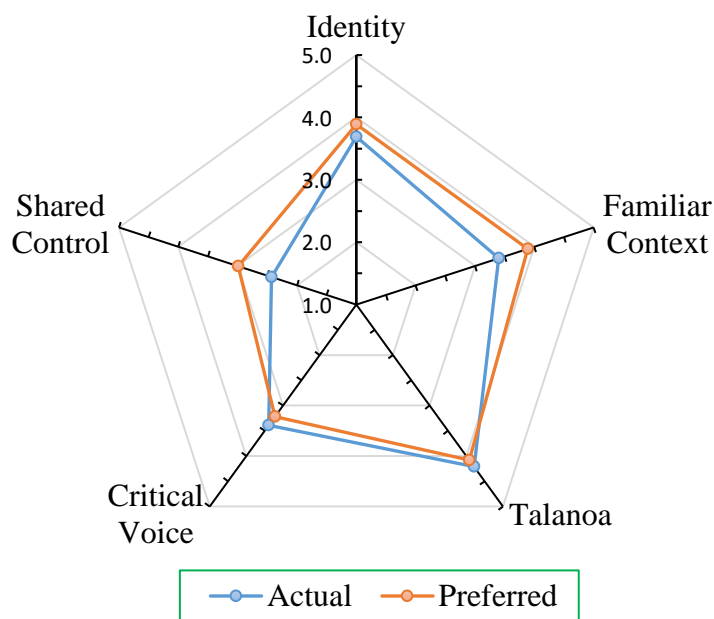 Identity
5.0
4.0
3.0
2.0
1.0
Shared
Control
Familiar
Context
Critical
Voice
Talanoa
Actual
Preferred